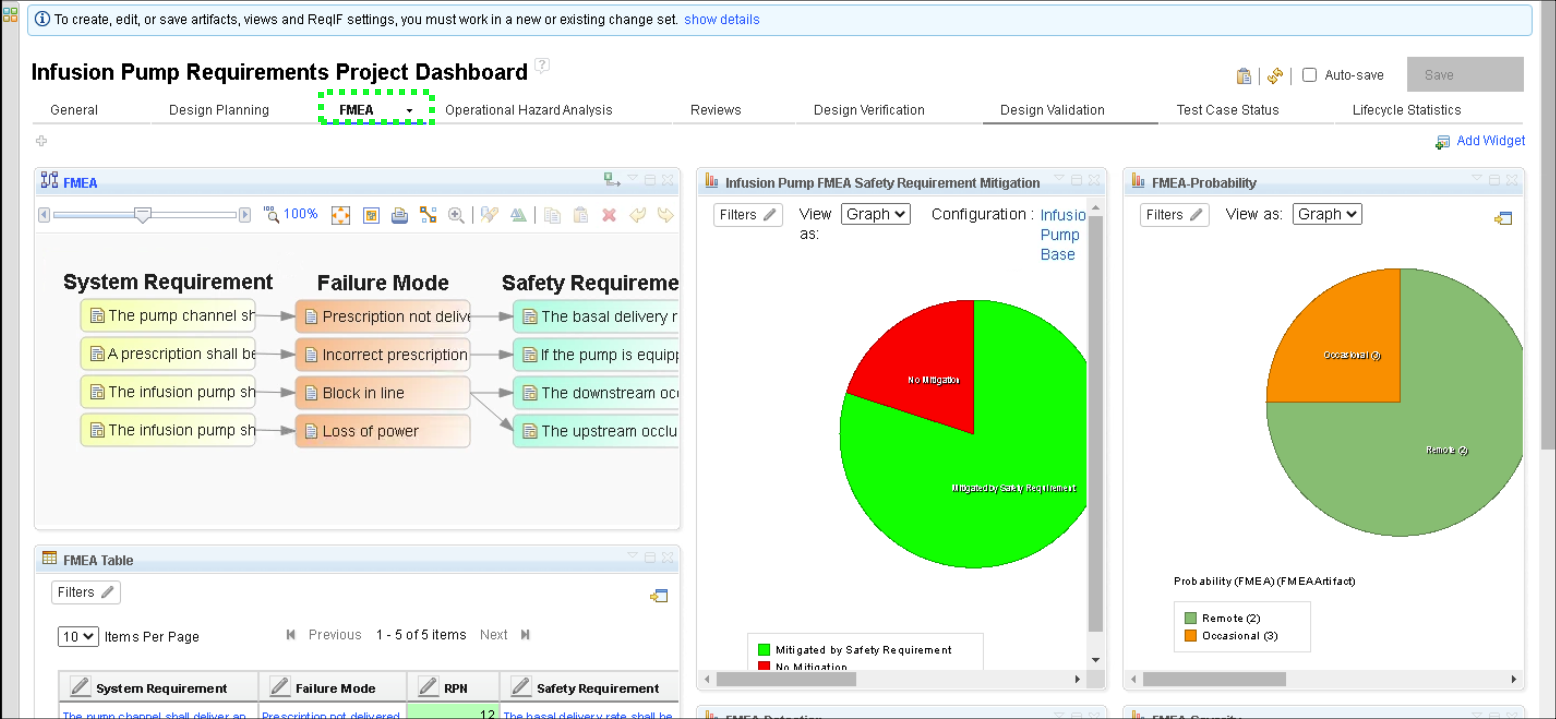 To create, edit, or save artifacts, views and ReqIF settings, you must work in a new or existing change set. show details
Infusion Pump Requirements Project Dashboard
?
Auto-save
Save
General
Design Planning
FMEA
Operational Hazard Analysis
Reviews
Design Verification
Design Validation
Test Case Status
Lifecycle Statistics
Add Widget
FMEA
100%
System Requirement
Failure Mode
Safety Requireme
The pump channel sh
Prescription not delive
The basal delivery r
A prescription shall be
Incorrect prescription
If the pump is equipp
The infusion pump sh
Block in line
The downstream occ
The infusion pump sh
Loss of power
The upstream occlu
FMEA Table
Filters
10
Items Per Page
Previous
1 - 5 of 5 items
Next
System Requirement
Failure Mode
RPN
Safety Requirement
The pump channel shall deliver an
Prescription not delivered
12
The basal delivery rate shall be
Infusion Pump FMEA Safety Requirement Mitigation
Filters
View as:
Graph
Configuration :
Infusio
Pump
Base
No Mitigation
Mitigated by Safety Requirement
Mitigated by Safety Requirement
No Mitigation
FMEA-Probability
Filters
View as:
Graph
Occasional (3)
Remote (2)
Probability (FMEA) (FMEAArtifact)
Remote (2)
Occasional (3)
FMEA-Detection
FMEA-Severity